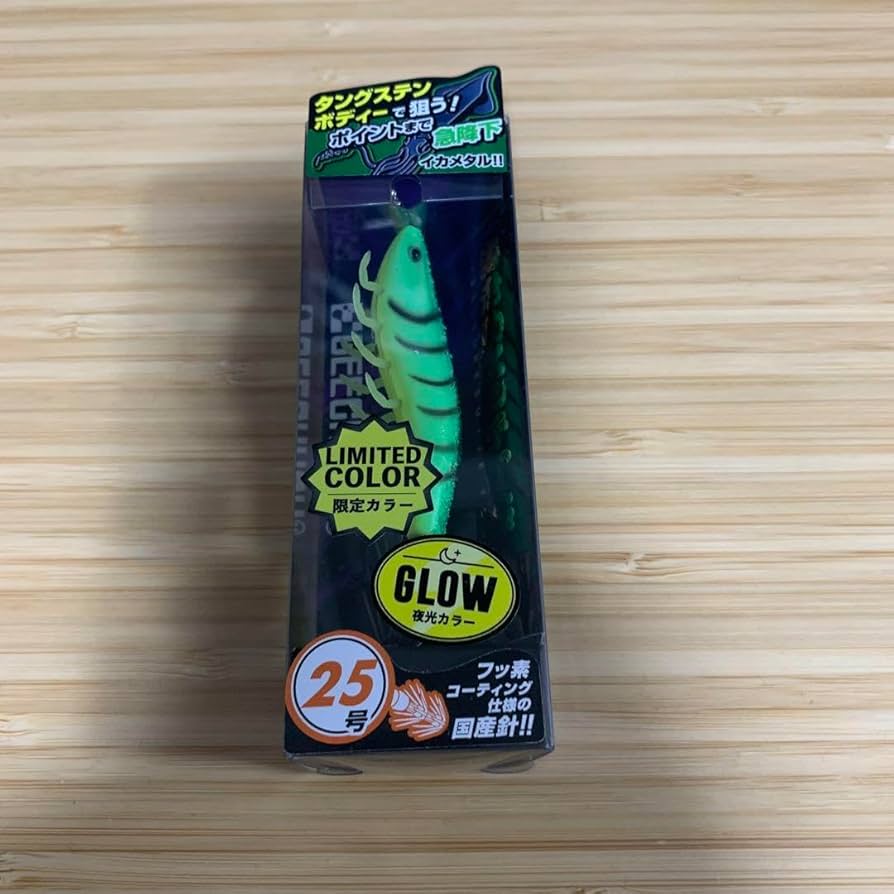 タングステン
ボディーで狙う!
ポイントまで急降下
イカメタル!!
LIMITED
COLOR
限定カラー
GLOW
夜光カラー
25号
フッ素
コーティング
仕様の
国産針!!